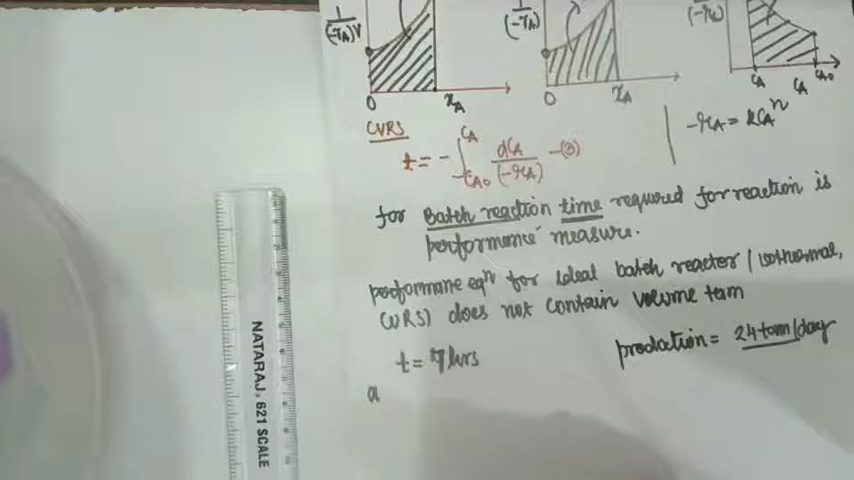 1/(-rA)V
1/(-rA)
(-rA)
0 xA
0 xA
CA CA CA0
CVRS
t = - ∫ CA CA0 dCA/(-rA) -(3)
-rA = kCA^n
for Batch reaction time required for reaction is
performance measure.
performance eqn for ideal batch reactor / isothermal,
CVRS) does not contain volume term
t = 7 hrs
prodection = 24 tom/day
a
NATARAJ, 621 SCALE